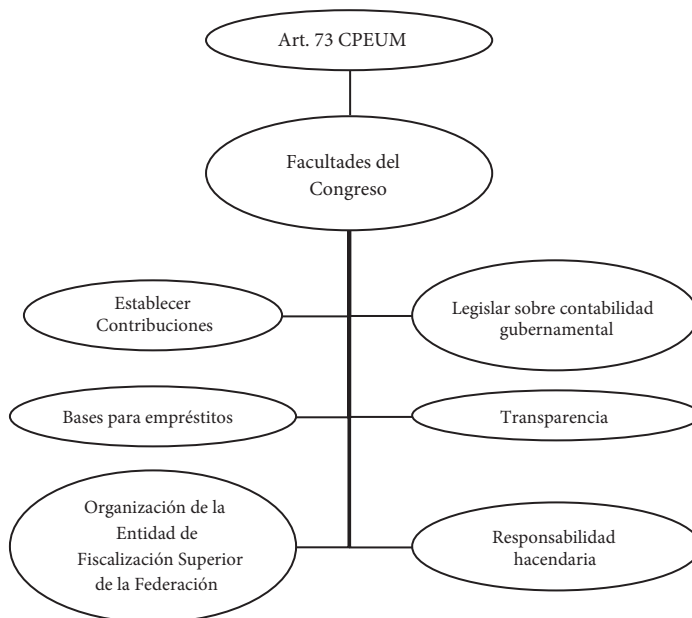 Art. 73 CPEUM
Facultades del
Congreso
Establecer
Contribuciones
Legislar sobre contabilidad
gubernamental
Bases para empréstitos
Transparencia
Organización de la
Entidad de
Fiscalización Superior
de la Federación
Responsabilidad
hacendaria